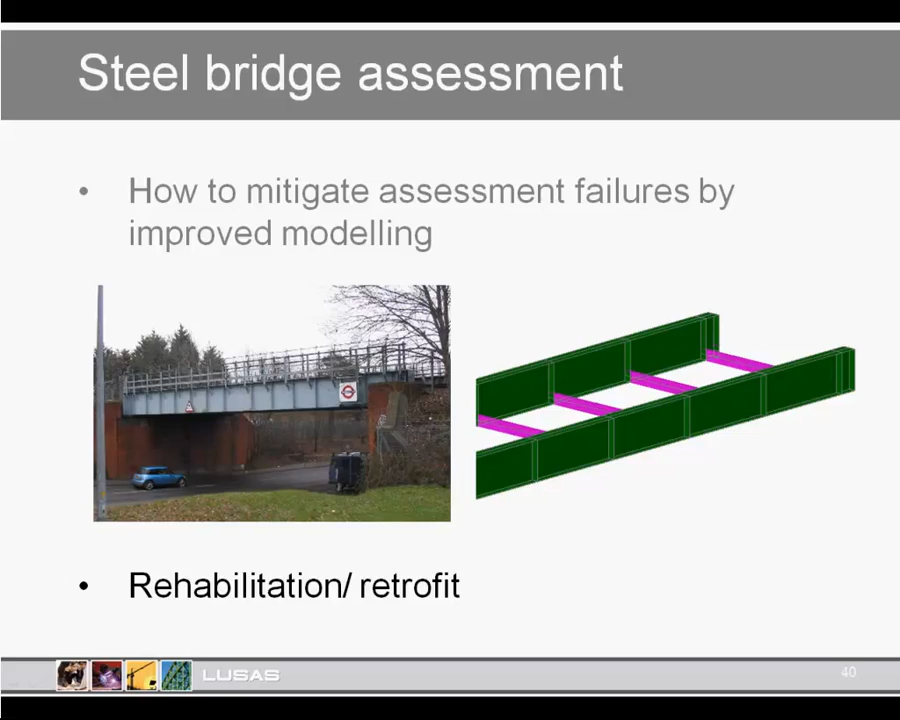 Steel bridge assessment
• How to mitigate assessment failures by
improved modelling
• Rehabilitation/ retrofit
LUSAS
40